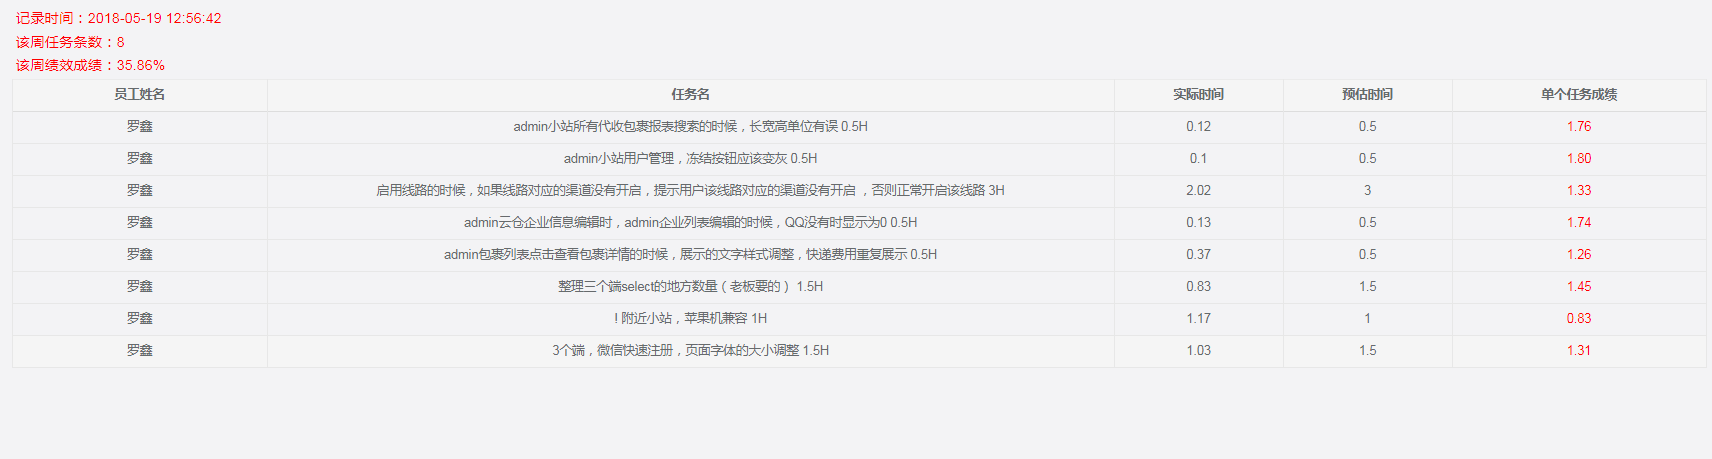 记录时间：2018-05-19 12:56:42
该周任务条数：8
该周绩效成绩：35.86%
员工姓名 任务名 实际时间 预估时间 单个任务成绩
罗鑫 admin小站所有代收包裹报表搜索的时候，长宽高单位有误 0.5H 0.12 0.5 1.76
罗鑫 admin小站用户管理，冻结按钮应该变灰 0.5H 0.1 0.5 1.80
罗鑫 启用线路的时候，如果线路对应的渠道没有开启，提示用户该线路对应的渠道没有开启 ，否则正常开启该线路 3H 2.02 3 1.33
罗鑫 admin云仓企业信息编辑时，admin企业列表编辑的时候，QQ没有时显示为0 0.5H 0.13 0.5 1.74
罗鑫 admin包裹列表点击查看包裹详情的时候，展示的文字样式调整，快递费用重复展示 0.5H 0.37 0.5 1.26
罗鑫 整理三个端select的地方数量（老板要的） 1.5H 0.83 1.5 1.45
罗鑫 ! 附近小站，苹果机兼容 1H 1.17 1 0.83
罗鑫 3个端，微信快速注册，页面字体的大小调整 1.5H 1.03 1.5 1.31